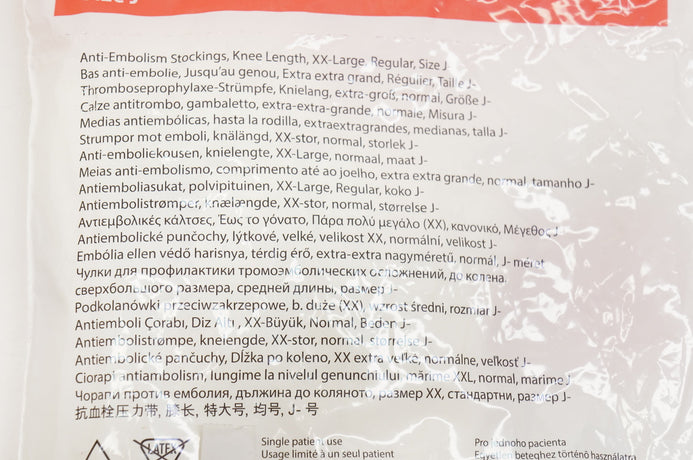 Anti-Embolism Stockings, Knee Length, XX-Large, Regular, Size J-
Bas anti-embolie, Jusqu'au genou, Extra extra grand, Régulier, Taille J-
Thromboseprophylaxe-Strümpfe, Knielang, extra-groß, normal, Größe J-
Calze antitrombo, gambaletto, extra-extra-grande, normale, Misura J-
Medias antiembólicas, hasta la rodilla, extraextragrandes, medianas, talla J-
Strumpor mot emboli, knälängd, XX-stor, normal, storlek J-
Anti-emboliekousen, knielengte, XX-Large, normaal, maat J-
Meias anti-embolismo, comprimento até ao joelho, extra extra grande, normal, tamanho J-
Antiemboliasukat, polvipituinen, XX-Large, Regular, koko J-
Antiembolistrømper, knælængde, XX-stor, normal, størrelse J-
Αντιεμβολικές κάλτσες, Έως το γόνατο, Πάρα πολύ μεγάλο (XX), κανονικό, Μέγεθος J-
Antiembolické punčochy, lýtkové, velké, velikost XX, normální, velikost J-
Embólia ellen védő harisnya, térdig érő, extra-extra nagyméretű, normál, J- méret
Чулки для профилактики тромоэмболических осложнений, до колена.
сверхбольшого размера, средней длины, размер J-
Podkolanówki przeciwzakrzepowe, b. duże (XX), wzrost średni, rozmiar J-
Antiemboli Çorabı, Diz Altı, XX-Büyük, Normal, Beden J-
Antiembolistrømpe, kneiengde, XX-stor, normal, størrelse J-
Antiembolické pančuchy, Dĺžka po koleno, XX extra veľké, normálne, veľkosť J-
Ciorapi antiambolism, lungime la nivelul genunchiului mărime XXL, normal, marime J-
Чорапи против емболия, дължина до коляното, размер XX, стандартни, размер J-
抗血栓压力带, 膝长, 特大号, 均号, J- 号
LATEX
Single patient use
Usage limité à un seul patient
Pro jednoho pacienta
Egyetlen beteghez történő használatra